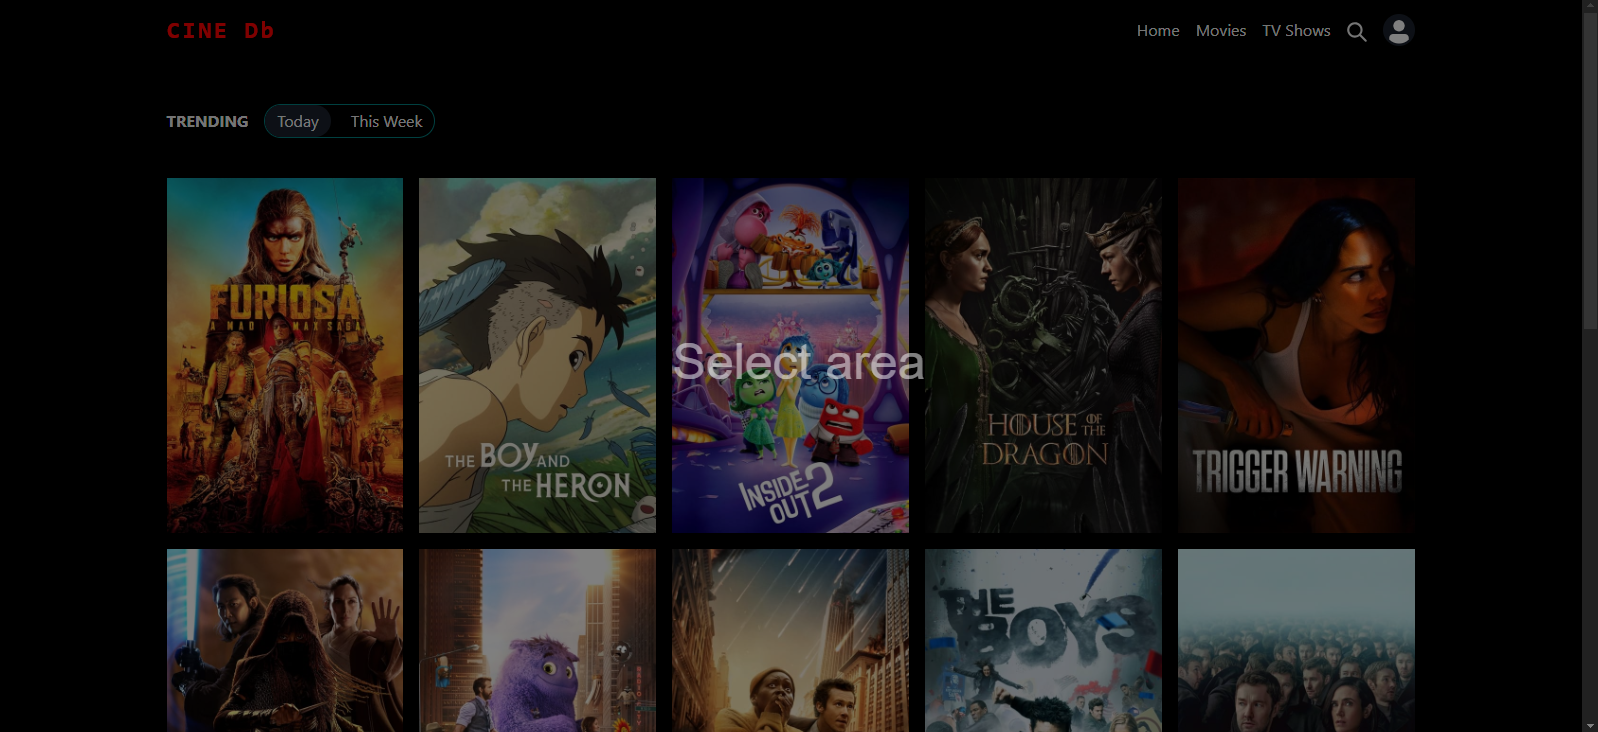 CINE Db
Home Movies TV Shows
TRENDING Today This Week
FURIOSA
A MAD MAX SAGA
THE BOY AND
THE HERON
Select area
INSIDE
OUT 2
HOUSE OF THE
DRAGON
TRIGGER WARNING
THE
BOYS